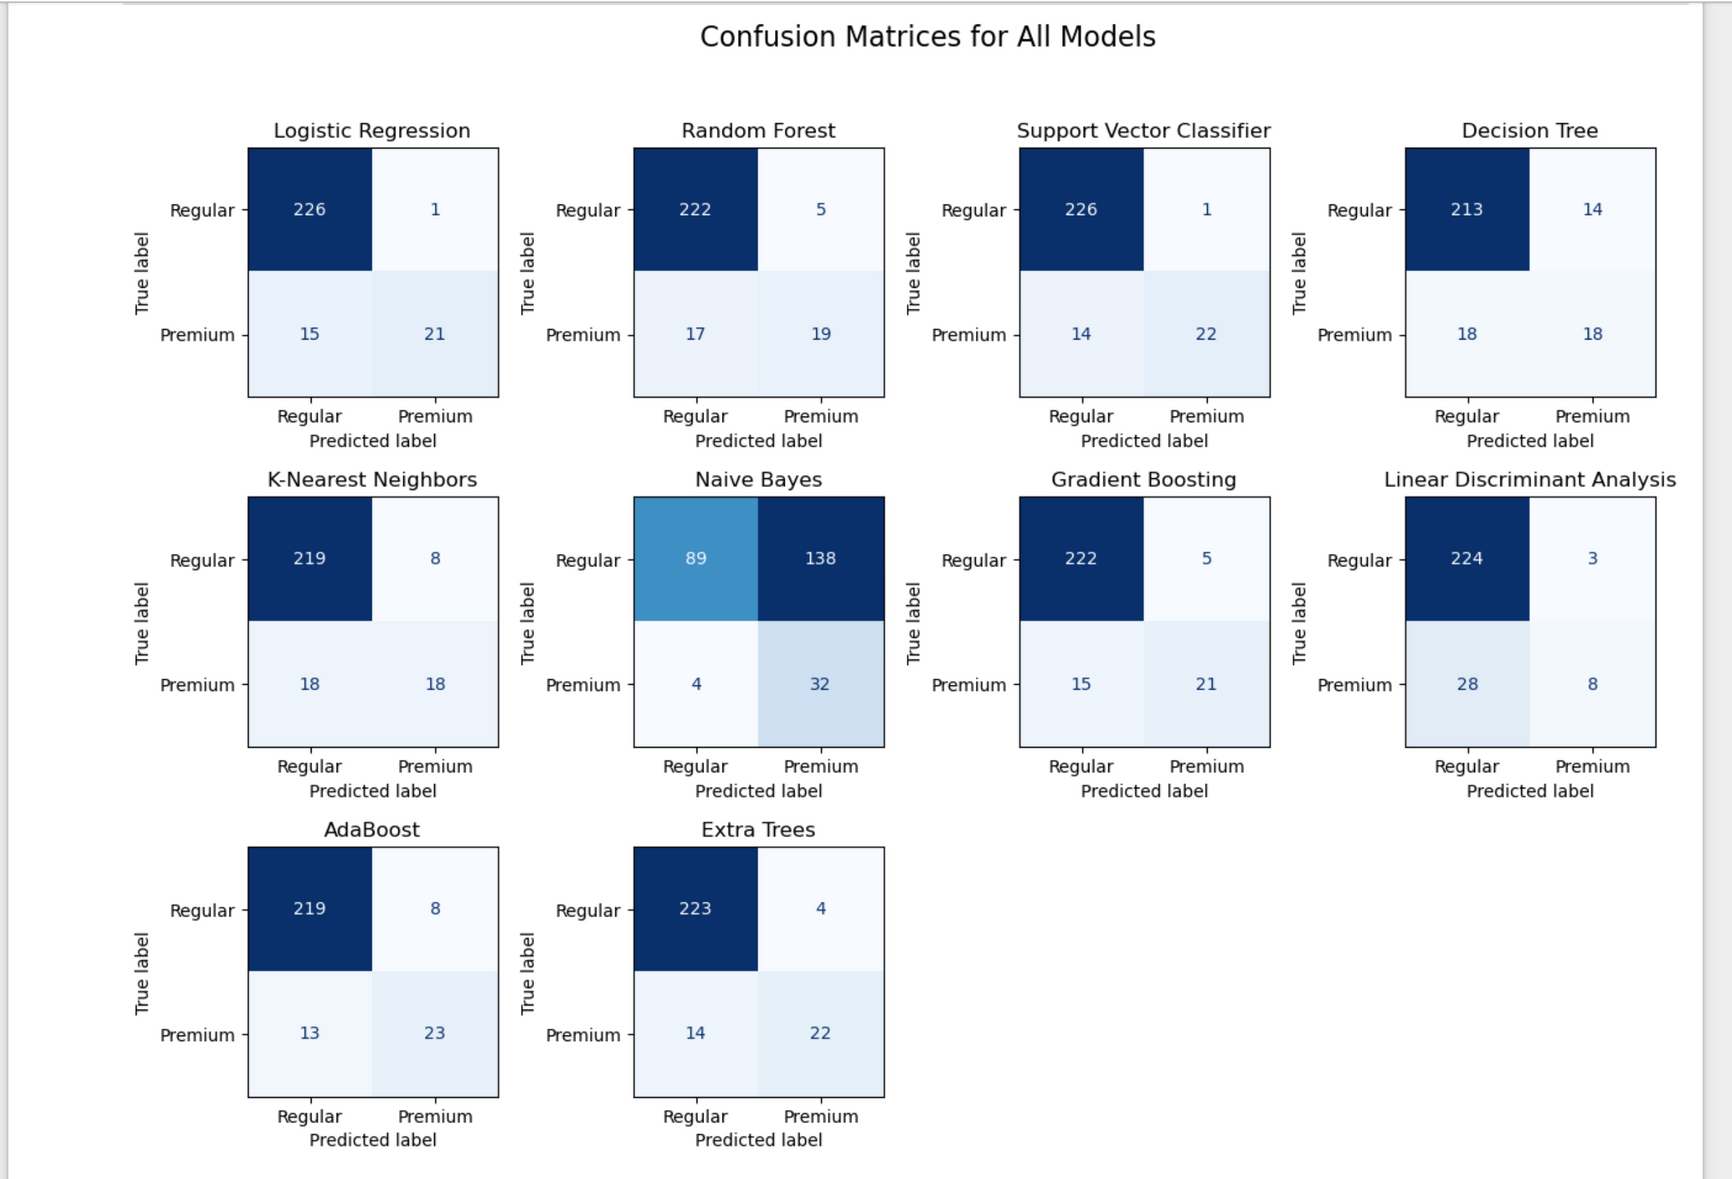 Confusion Matrices for All Models
Logistic Regression
True label
Regular 226 1
Premium 15 21
Regular Premium
Predicted label
Random Forest
True label
Regular 222 5
Premium 17 19
Regular Premium
Predicted label
Support Vector Classifier
True label
Regular 226 1
Premium 14 22
Regular Premium
Predicted label
Decision Tree
True label
Regular 213 14
Premium 18 18
Regular Premium
Predicted label
K-Nearest Neighbors
True label
Regular 219 8
Premium 18 18
Regular Premium
Predicted label
Naive Bayes
True label
Regular 89 138
Premium 4 32
Regular Premium
Predicted label
Gradient Boosting
True label
Regular 222 5
Premium 15 21
Regular Premium
Predicted label
Linear Discriminant Analysis
True label
Regular 224 3
Premium 28 8
Regular Premium
Predicted label
AdaBoost
True label
Regular 219 8
Premium 13 23
Regular Premium
Predicted label
Extra Trees
True label
Regular 223 4
Premium 14 22
Regular Premium
Predicted label